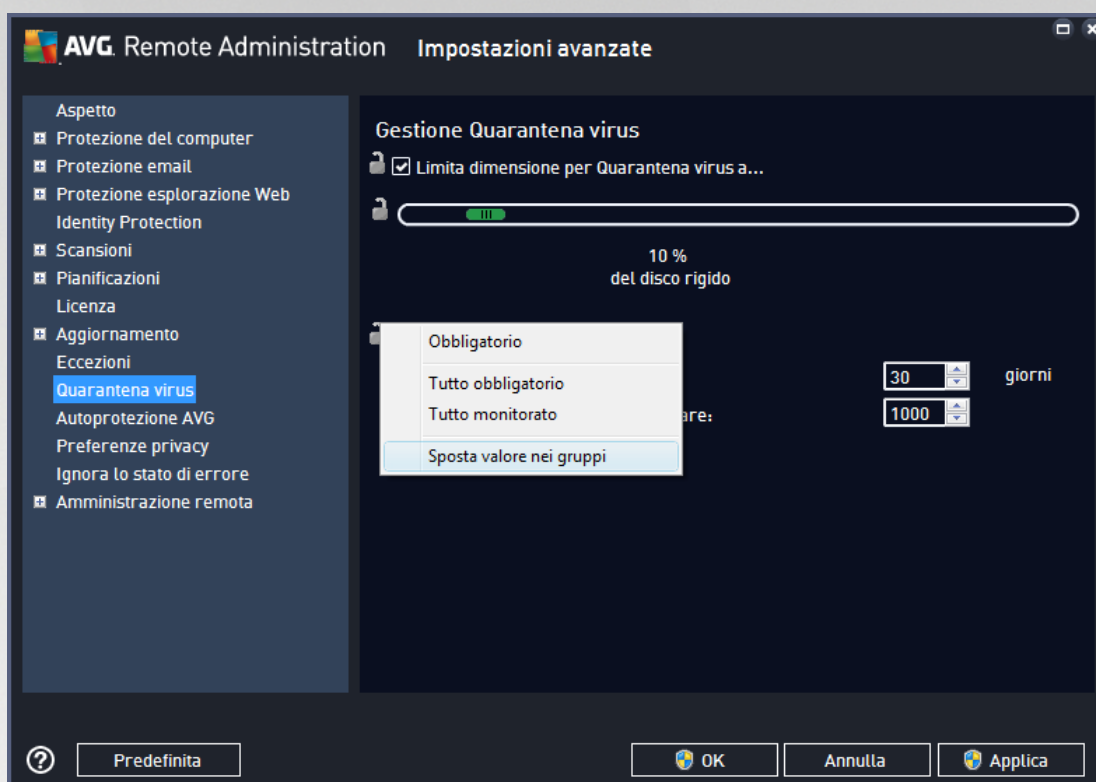 AVG. Remote Administration Impostazioni avanzate
Aspetto
Protezione del computer
Protezione email
Protezione esplorazione Web
Identity Protection
Scansioni
Pianificazioni
Licenza
Aggiornamento
Eccezioni
Quarantena virus
Autoprotezione AVG
Preferenze privacy
Ignora lo stato di errore
Amministrazione remota
Gestione Quarantena virus
Limita dimensione per Quarantena virus a...
10 %
del disco rigido
Obbligatorio
Tutto obbligatorio
Tutto monitorato
Sposta valore nei gruppi
30 giorni
are: 1000
? Predefinita OK Annulla Applica